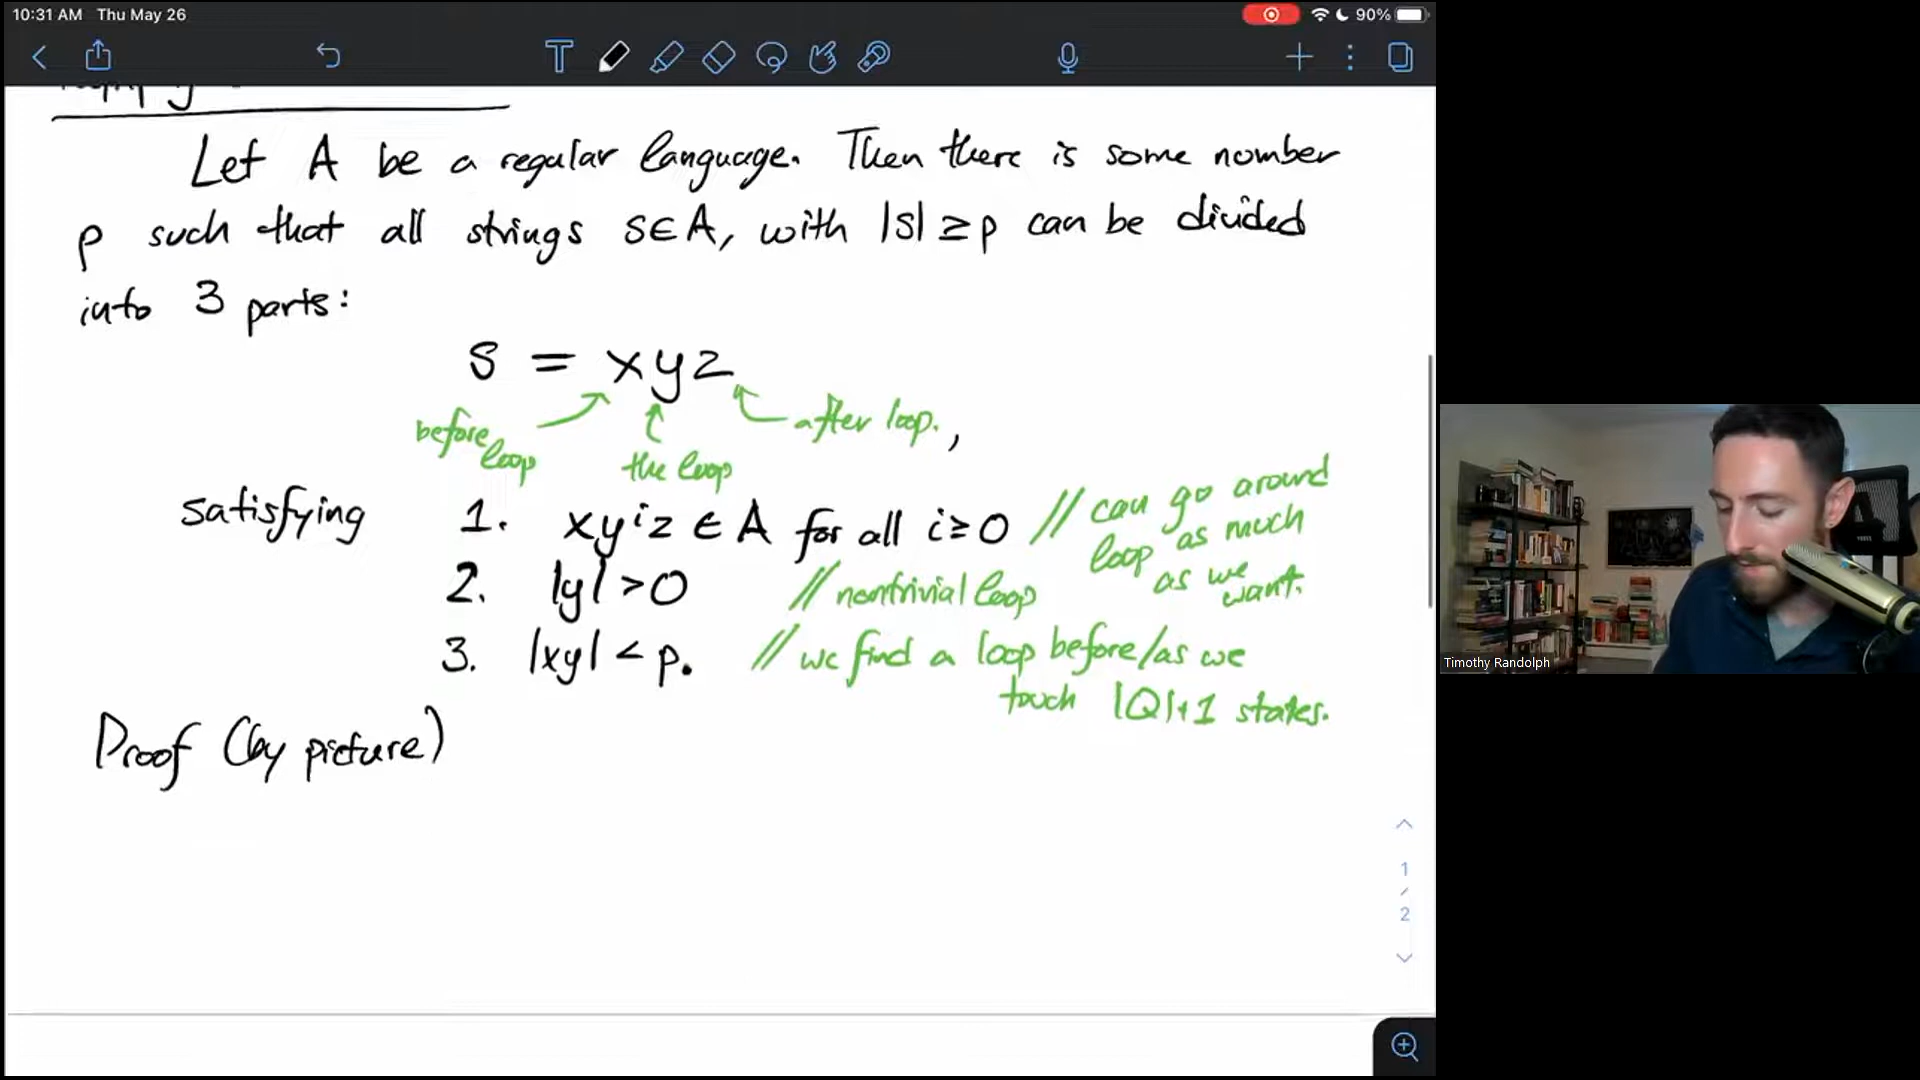 10:31 AM Thu May 26
90%
Let A be a regular language. Then there is some number
p such that all strings S∈A, with |S| ≥ p can be divided
into 3 parts:
S = xyz
before loop
the loop
after loop.,
satisfying 1. xyⁱz ∈ A for all i ≥ 0 // can go around loop as much as we want.
2. |y| > 0 // nontrivial loop
3. |xy| < p. // we find a loop before/as we
touch |Q|+1 states.
Proof (by picture)
1
/
2
Timothy Randolph